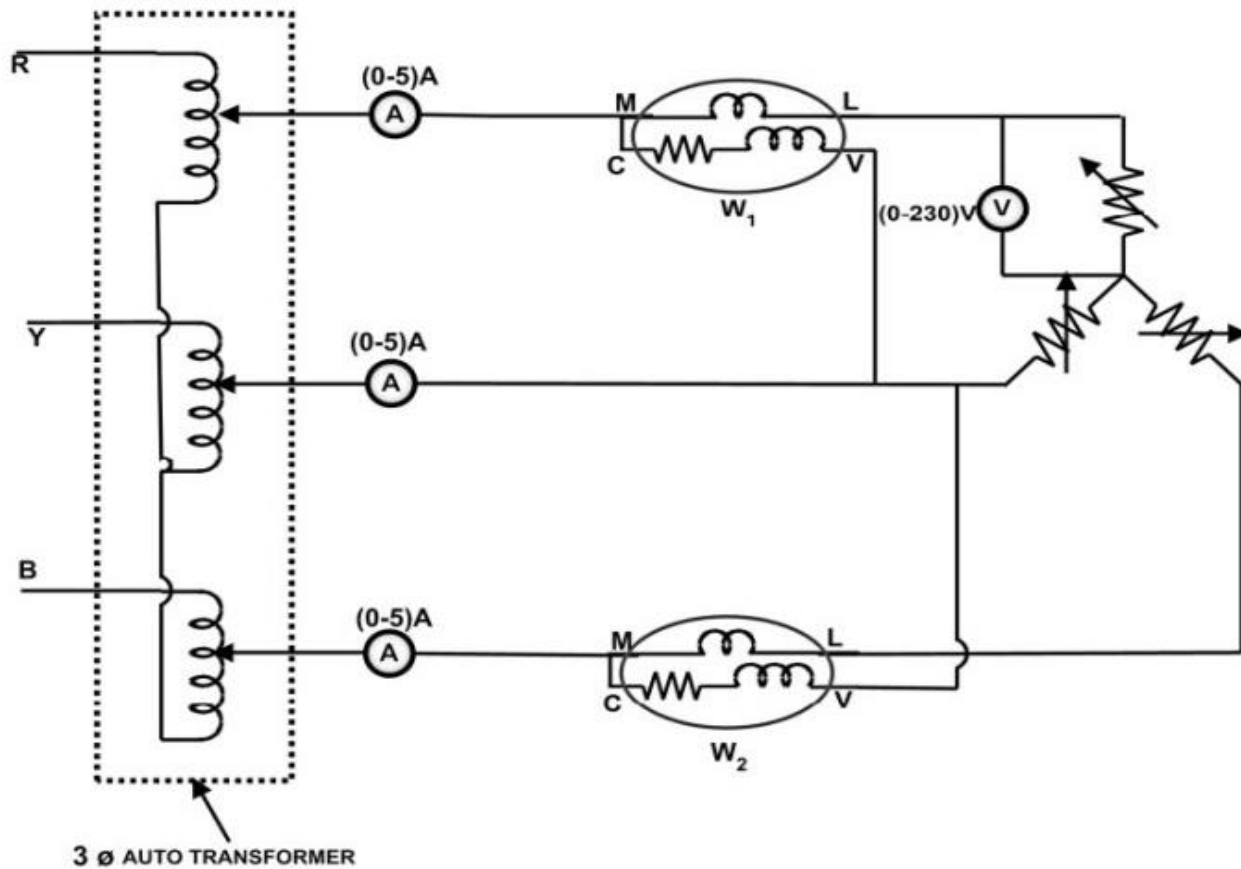 R
(0-5)A
A
M
L
C
V
W1
(0-230)V
V
Y
(0-5)A
A
B
(0-5)A
A
M
L
C
V
W2
3 ø AUTO TRANSFORMER